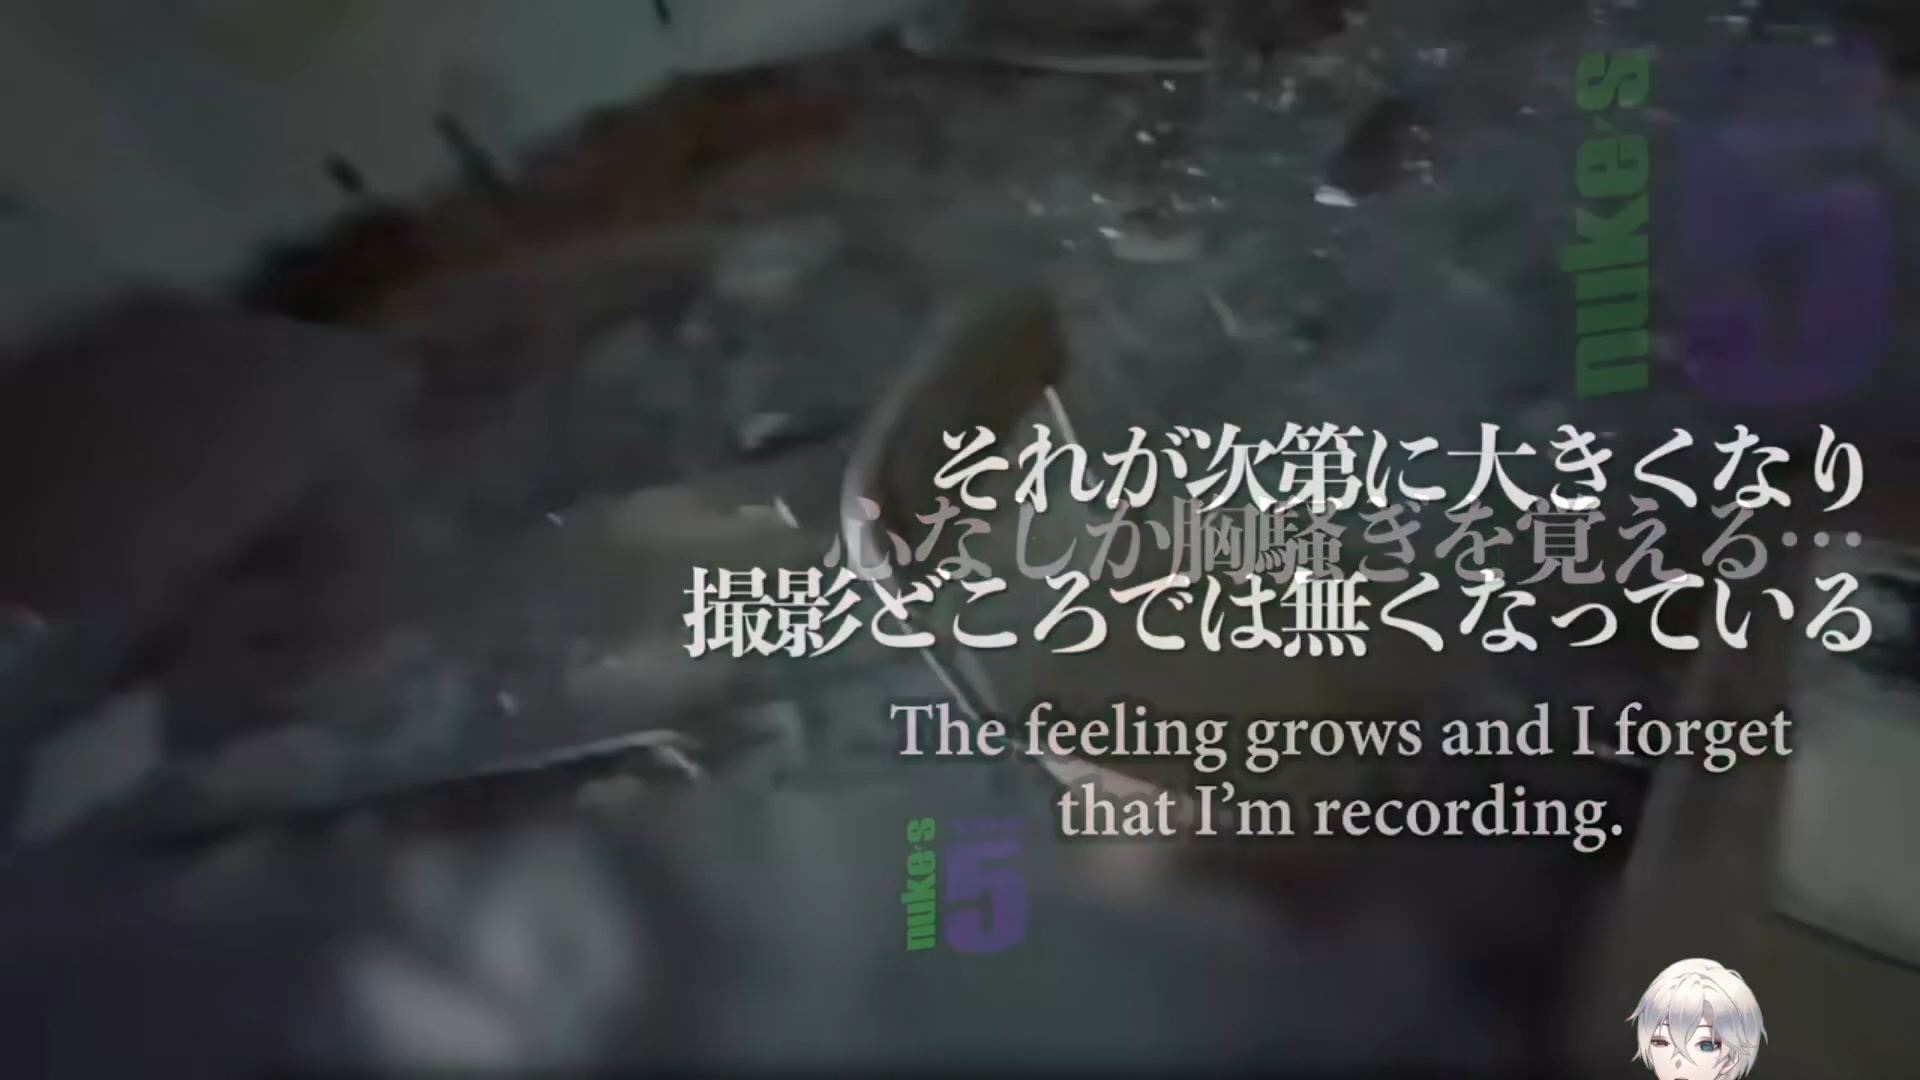 nuke's
5
それが次第に大きくなり
心なしか胸騒ぎを覚える…
撮影どころでは無くなっている
The feeling grows and I forget
that I'm recording.
nuke's
5